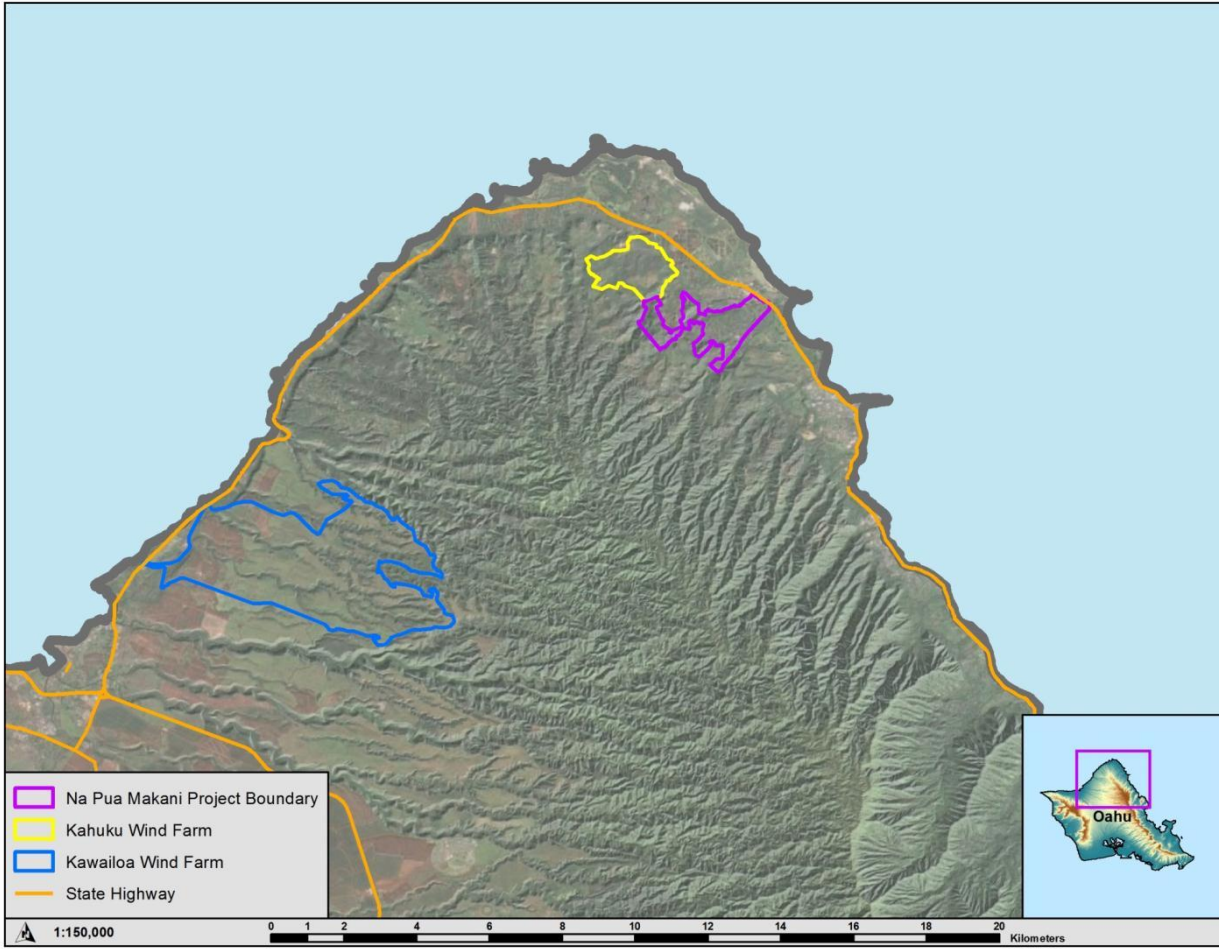 Na Pua Makani Project Boundary
Kahuku Wind Farm
Kawailoa Wind Farm
State Highway
Oahu
N
1:150,000
0 1 2 4 6 8 10 12 14 16 18 20
Kilometers